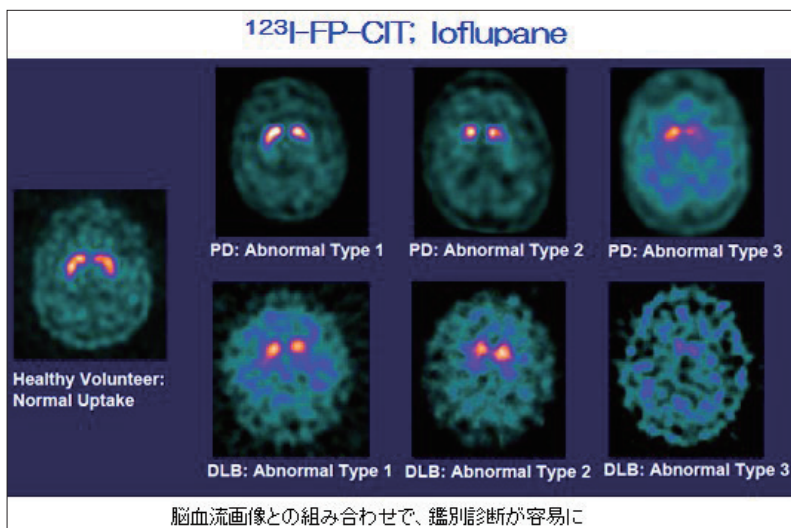 ¹²³I-FP-CIT; Ioflupane
PD: Abnormal Type 1
PD: Abnormal Type 2
PD: Abnormal Type 3
Healthy Volunteer:
Normal Uptake
DLB: Abnormal Type 1
DLB: Abnormal Type 2
DLB: Abnormal Type 3
脳血流画像との組み合わせで、鑑別診断が容易に